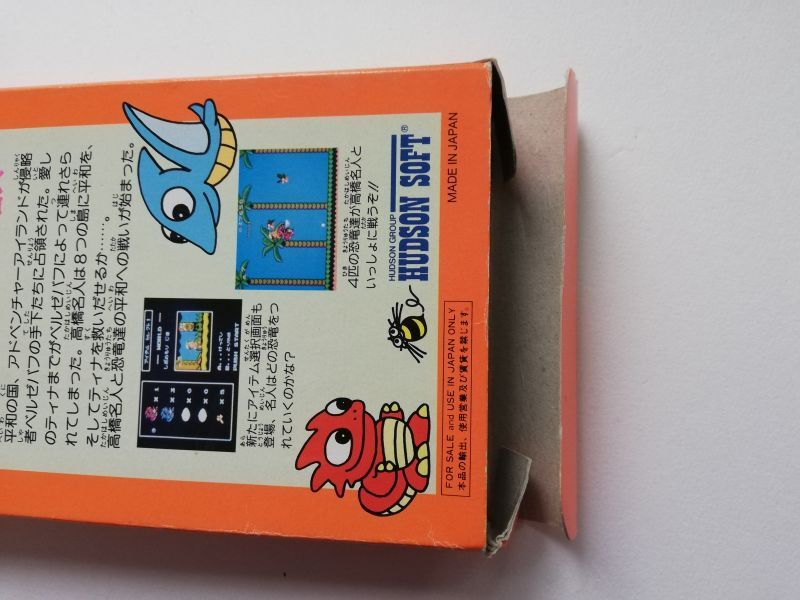 平和の国、アドベンチャーアイランドが侵略
者ベルゼバブの手下たちに占領された。愛し
のティナまでがベルゼバブによって連れさら
れてしまった。高橋名人は8つの島に平和を、
そしてティナを救いだせるか……。
高橋名人と恐竜達の平和への戦いが始まった。
×1
×3
×0
×0
×5
WORLD
PUSH START
新たにアイテム選択画面も
登場、名人はどの恐竜をつ
れていくのかな?
4匹の恐竜達が高橋名人と
いっしょに戦うぞ!!
HUDSON GROUP
HUDSON SOFT®
FOR SALE and USE IN JAPAN ONLY
本品の輸出、使用営業及び賃貸を禁じます。
MADE IN JAPAN